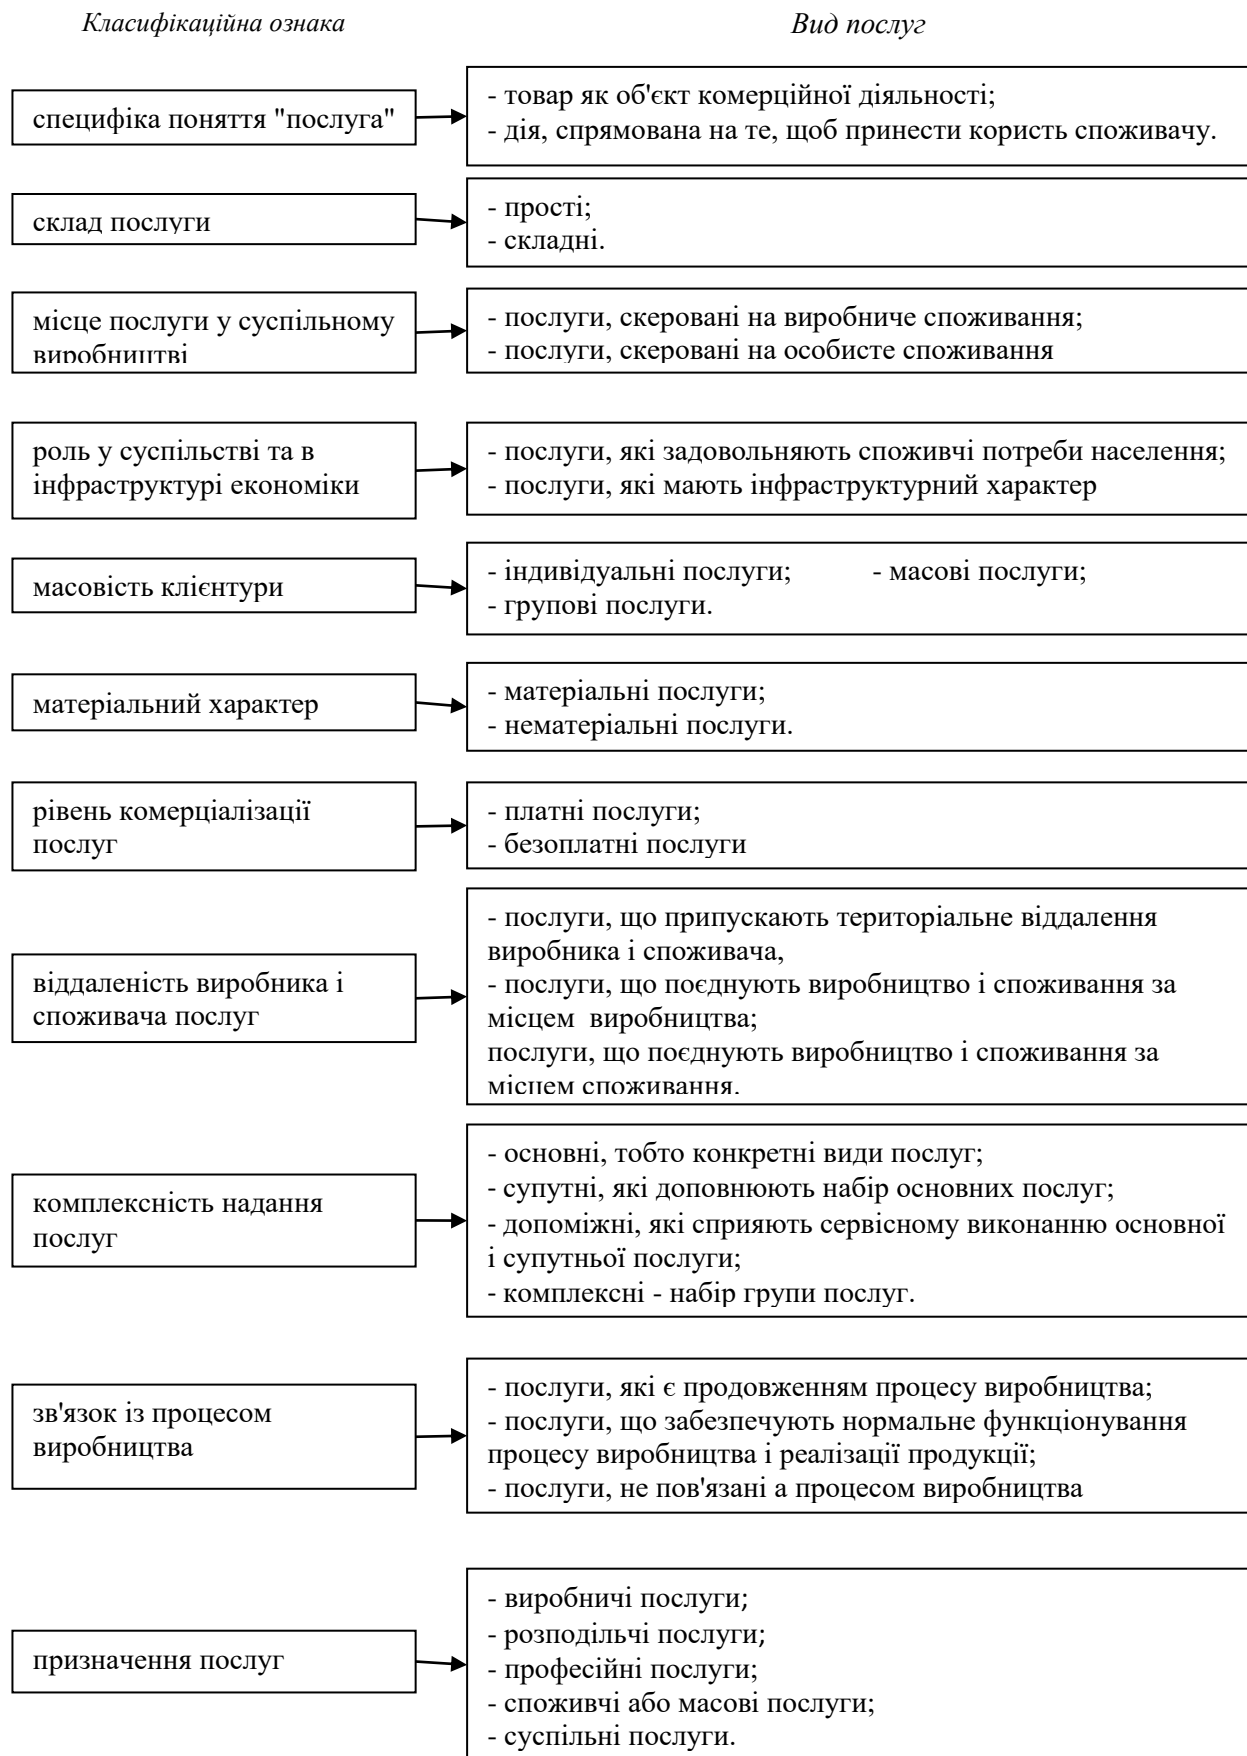 Класифікаційна ознака
Вид послуг
специфіка поняття "послуга"
- товар як об'єкт комерційної діяльності;
- дія, спрямована на те, щоб принести користь споживачу.
склад послуги
- прості;
- складні.
місце послуги у суспільному
виробництві
- послуги, скеровані на виробниче споживання;
- послуги, скеровані на особисте споживання
роль у суспільстві та в
інфраструктурі економіки
- послуги, які задовольняють споживчі потреби населення;
- послуги, які мають інфраструктурний характер
масовість клієнтури
- індивідуальні послуги; - масові послуги;
- групові послуги.
матеріальний характер
- матеріальні послуги;
- нематеріальні послуги.
рівень комерціалізації
послуг
- платні послуги;
- безоплатні послуги
віддаленість виробника і
споживача послуг
- послуги, що припускають територіальне віддалення
виробника і споживача,
- послуги, що поєднують виробництво і споживання за
місцем виробництва;
послуги, що поєднують виробництво і споживання за
місцем споживання.
комплексність надання
послуг
- основні, тобто конкретні види послуг;
- супутні, які доповнюють набір основних послуг;
- допоміжні, які сприяють сервісному виконанню основної
і супутньої послуги;
- комплексні - набір групи послуг.
зв'язок із процесом
виробництва
- послуги, які є продовженням процесу виробництва;
- послуги, що забезпечують нормальне функціонування
процесу виробництва і реалізації продукції;
- послуги, не пов'язані а процесом виробництва
призначення послуг
- виробничі послуги;
- розподільчі послуги;
- професійні послуги;
- споживчі або масові послуги;
- суспільні послуги.